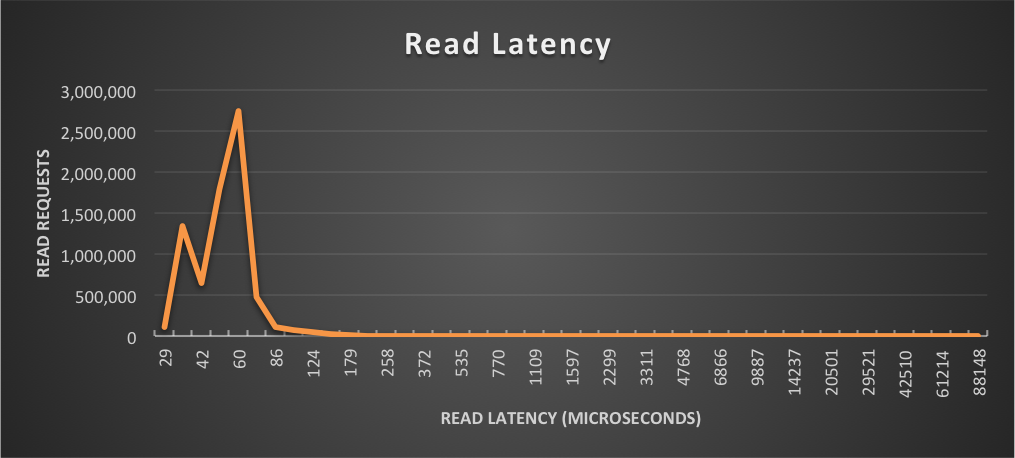 Read Latency
3,000,000
2,500,000
2,000,000
1,500,000
1,000,000
500,000
0
READ REQUESTS
29 42 60 86 124 179 258 372 535 770 1109 1597 2299 3311 4768 6866 9887 14237 20501 29521 42510 61214 88148
READ LATENCY (MICROSECONDS)